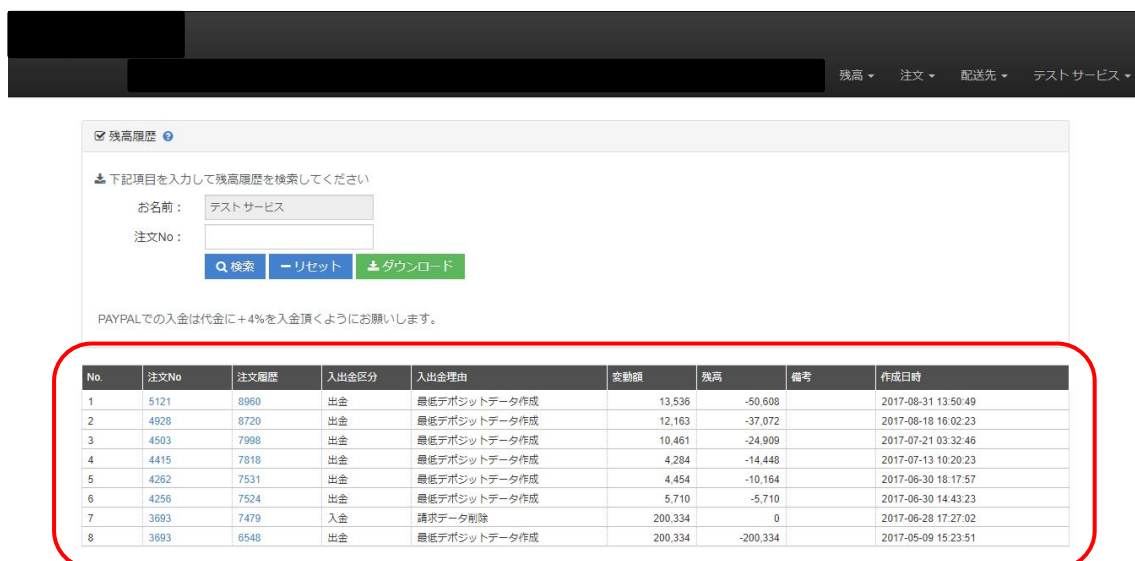 残高 注文 配送先 テスト サービス
残高履歴
下記項目を入力して残高履歴を検索してください
お名前： テスト サービス
注文No：
検索 リセット ダウンロード
PAYPALでの入金は代金に+4%を入金頂くようにお願いします。
No. 注文No 注文履歴 入出金区分 入出金理由 変動額 残高 備考 作成日時
1 5121 8960 出金 最低デポジットデータ作成 13,536 -50,608 2017-08-31 13:50:49
2 4928 8720 出金 最低デポジットデータ作成 12,163 -37,072 2017-08-18 16:02:23
3 4503 7998 出金 最低デポジットデータ作成 10,461 -24,909 2017-07-21 03:32:46
4 4415 7818 出金 最低デポジットデータ作成 4,284 -14,448 2017-07-13 10:20:23
5 4262 7531 出金 最低デポジットデータ作成 4,454 -10,164 2017-06-30 18:17:57
6 4256 7524 出金 最低デポジットデータ作成 5,710 -5,710 2017-06-30 14:43:23
7 3693 7479 入金 請求データ削除 200,334 0 2017-06-28 17:27:02
8 3693 6548 出金 最低デポジットデータ作成 200,334 -200,334 2017-05-09 15:23:51